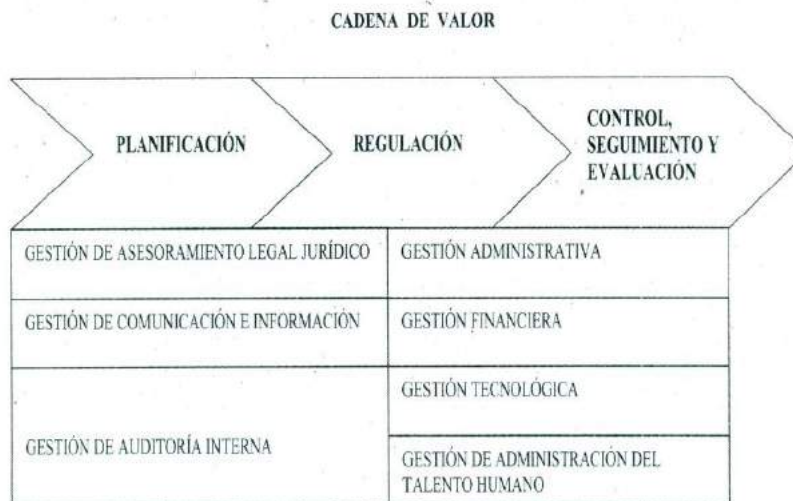 CADENA DE VALOR
PLANIFICACIÓN
REGULACIÓN
CONTROL,
SEGUIMIENTO Y
EVALUACIÓN
GESTIÓN DE ASESORAMIENTO LEGAL JURÍDICO
GESTIÓN ADMINISTRATIVA
GESTIÓN DE COMUNICACIÓN E INFORMACIÓN
GESTIÓN FINANCIERA
GESTIÓN DE AUDITORÍA INTERNA
GESTIÓN TECNOLÓGICA
GESTIÓN DE ADMINISTRACIÓN DEL
TALENTO HUMANO